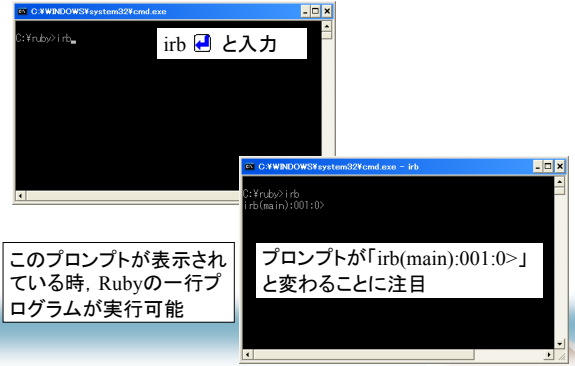 C:¥WINDOWS¥system32¥cmd.exe
C:¥ruby>irb
irb と入力
C:¥WINDOWS¥system32¥cmd.exe - irb
C:¥ruby>irb
irb(main):001:0>
このプロンプトが表示され
ている時, Rubyの一行プ
ログラムが実行可能
プロンプトが「irb(main):001:0>」
と変わることに注目